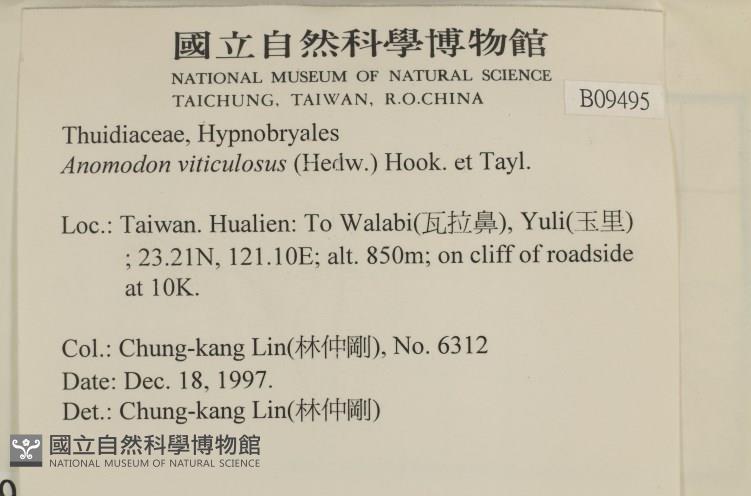 國立自然科學博物館
NATIONAL MUSEUM OF NATURAL SCIENCE
TAICHUNG, TAIWAN, R.O.CHINA
B09495
Thuidiaceae, Hypnobryales
Anomodon viticulosus (Hedw.) Hook. et Tayl.
Loc.: Taiwan. Hualien: To Walabi(瓦拉鼻), Yuli(玉里)
; 23.21N, 121.10E; alt. 850m; on cliff of roadside
at 10K.
Col.: Chung-kang Lin(林仲剛), No. 6312
Date: Dec. 18, 1997.
Det.: Chung-kang Lin(林仲剛)
國立自然科學博物館
NATIONAL MUSEUM OF NATURAL SCIENCE
0